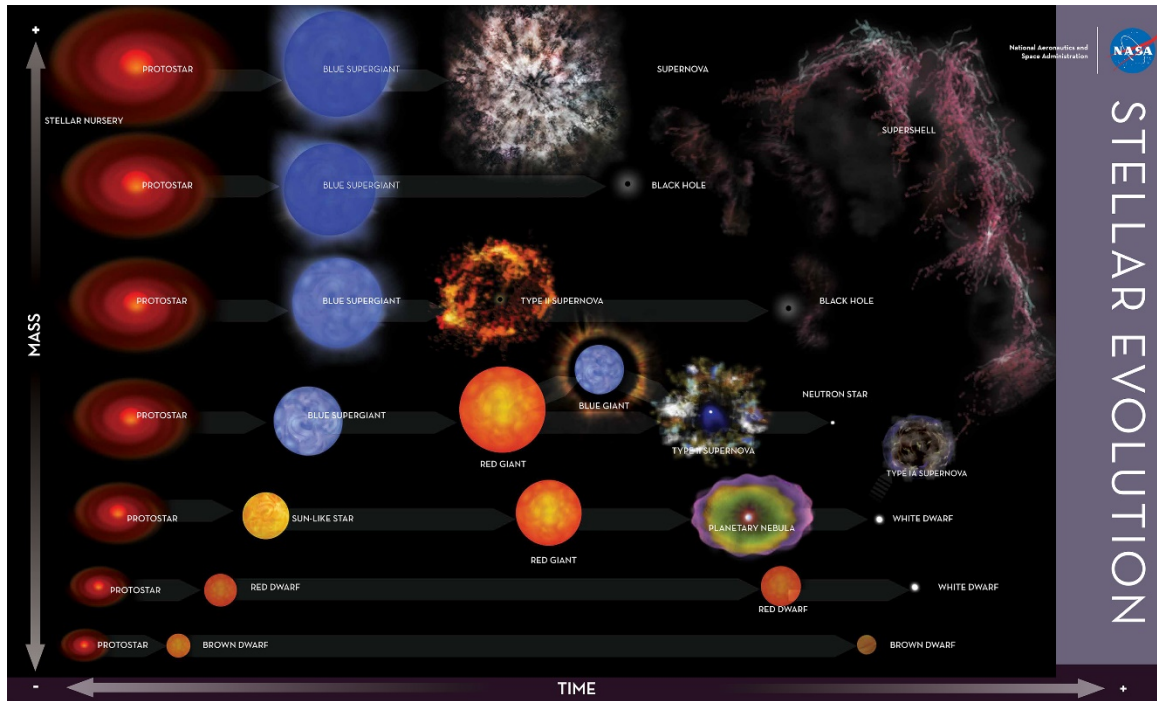 +
National Aeronautics and
Space Administration
NASA
PROTOSTAR
BLUE SUPERGIANT
SUPERNOVA
STELLAR NURSERY
SUPERSHELL
PROTOSTAR
BLUE SUPERGIANT
BLACK HOLE
PROTOSTAR
BLUE SUPERGIANT
TYPE II SUPERNOVA
BLACK HOLE
MASS
PROTOSTAR
BLUE SUPERGIANT
RED GIANT
BLUE GIANT
TYPE II SUPERNOVA
NEUTRON STAR
TYPE IA SUPERNOVA
PROTOSTAR
SUN-LIKE STAR
RED GIANT
PLANETARY NEBULA
WHITE DWARF
PROTOSTAR
RED DWARF
RED DWARF
WHITE DWARF
PROTOSTAR
BROWN DWARF
BROWN DWARF
-
-
TIME
+
STELLAR EVOLUTION